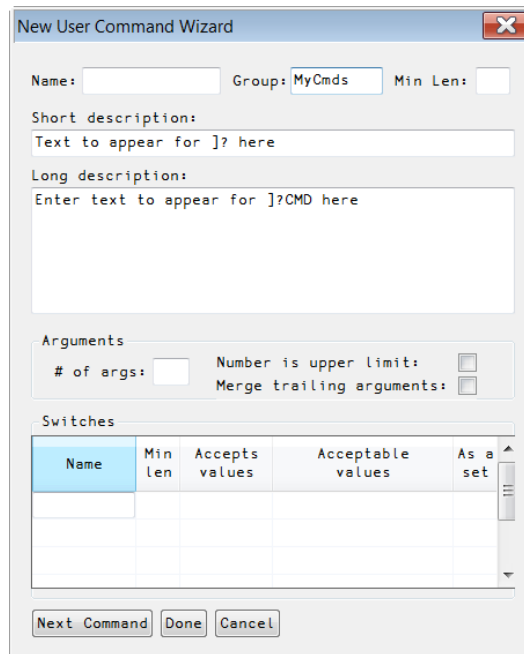 New User Command Wizard
Name: Group: MyCmds Min Len:
Short description:
Text to appear for ]? here
Long description:
Enter text to appear for ]?CMD here
Arguments
# of args: Number is upper limit:
Merge trailing arguments:
Switches
Name Min len Accepts values Acceptable values As a set
Next Command Done Cancel